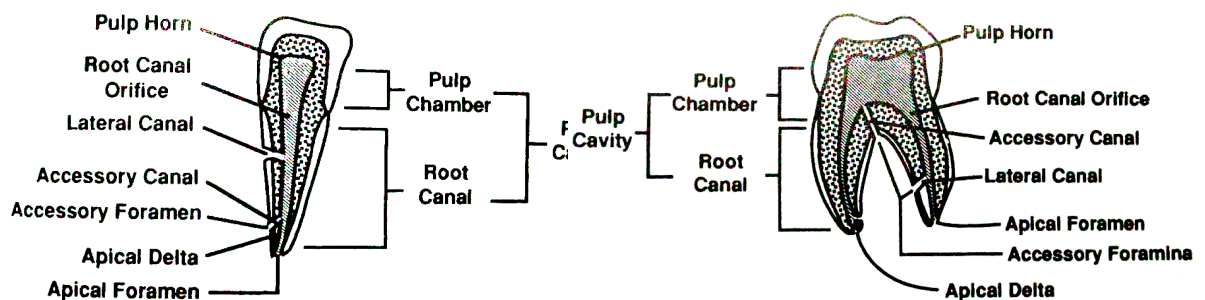 Pulp Horn
Root Canal
Orifice
Lateral Canal
Accessory Canal
Accessory Foramen
Apical Delta
Apical Foramen
Pulp
Chamber
Root
Canal
Pulp
Cavity
Pulp
Chamber
Root
Canal
Pulp Horn
Root Canal Orifice
Accessory Canal
Lateral Canal
Apical Foramen
Accessory Foramina
Apical Delta